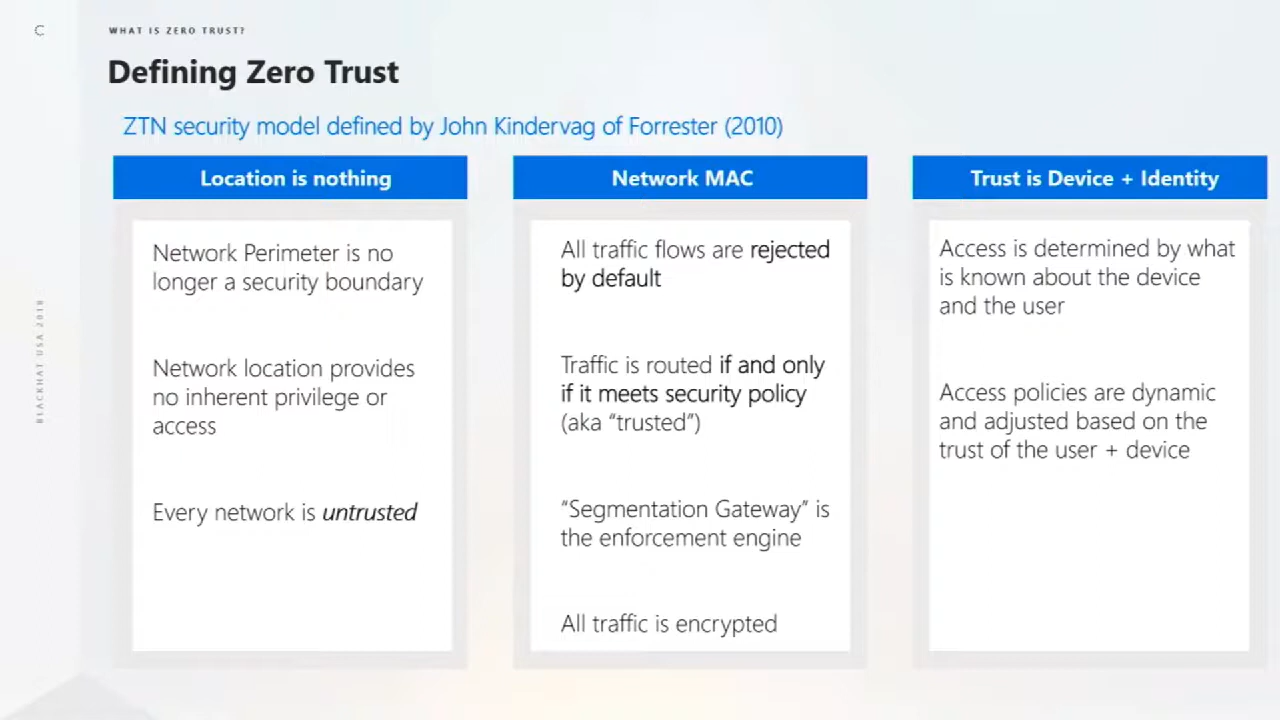 C
WHAT IS ZERO TRUST?
Defining Zero Trust
ZTN security model defined by John Kindervag of Forrester (2010)
Location is nothing
Network Perimeter is no
longer a security boundary
Network location provides
no inherent privilege or
access
Every network is untrusted
Network MAC
All traffic flows are rejected
by default
Traffic is routed if and only
if it meets security policy
(aka “trusted”)
“Segmentation Gateway” is
the enforcement engine
All traffic is encrypted
Trust is Device + Identity
Access is determined by what
is known about the device
and the user
Access policies are dynamic
and adjusted based on the
trust of the user + device
BLACKHAT USA 2018